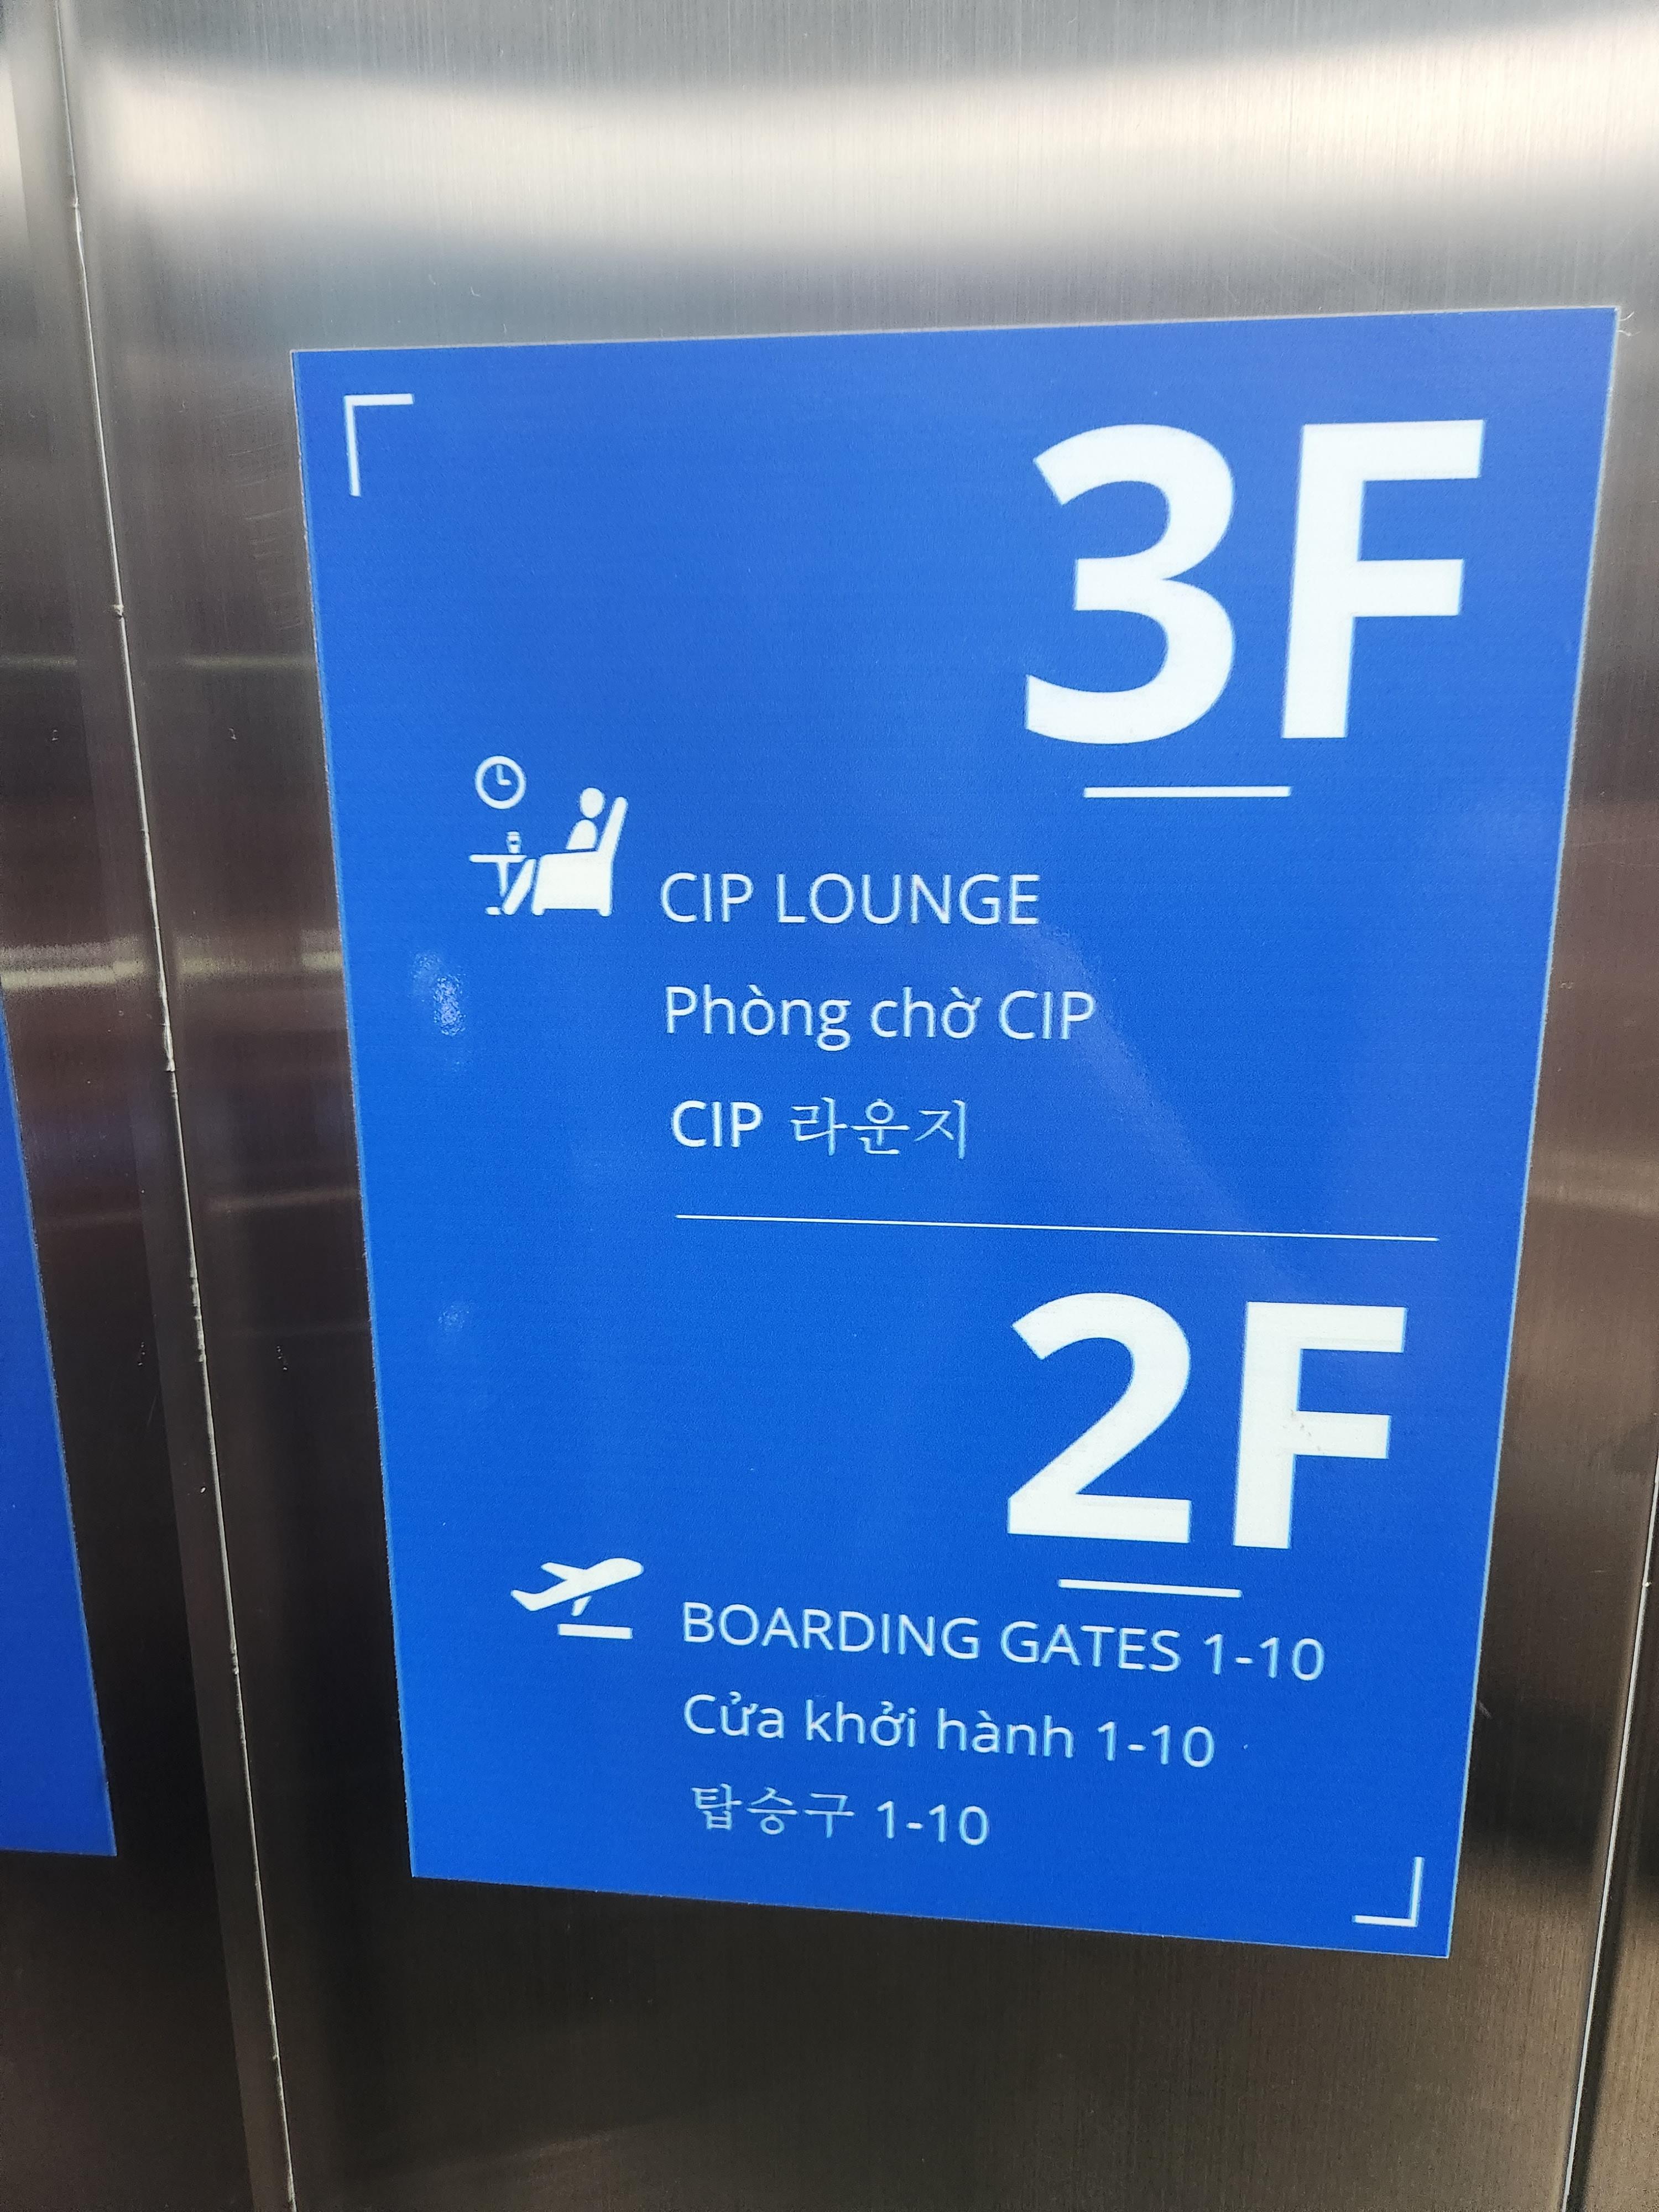 3F
CIP LOUNGE
Phòng chờ CIP
CIP 라운지
2F
BOARDING GATES 1-10
Cửa khởi hành 1-10
탑승구 1-10